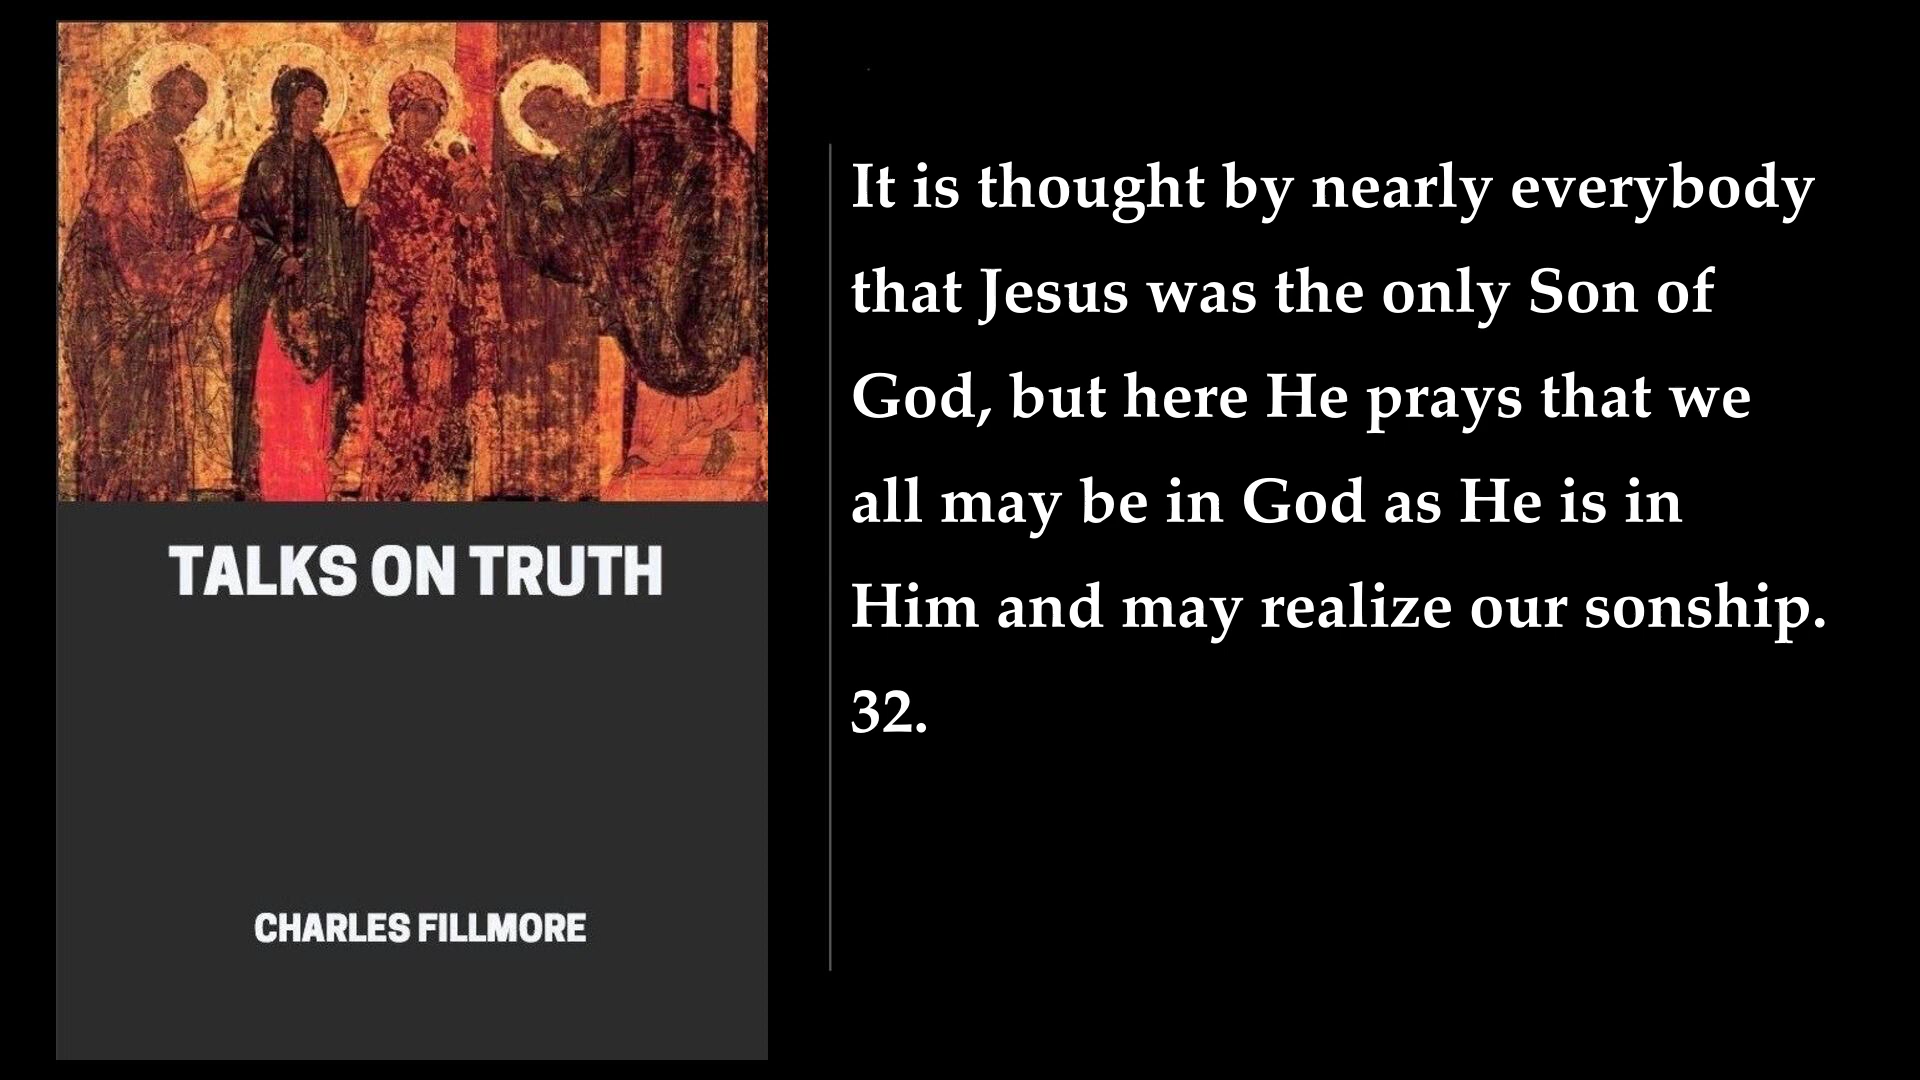 TALKS ON TRUTH
CHARLES FILLMORE
It is thought by nearly everybody
that Jesus was the only Son of
God, but here He prays that we
all may be in God as He is in
Him and may realize our sonship.
32.